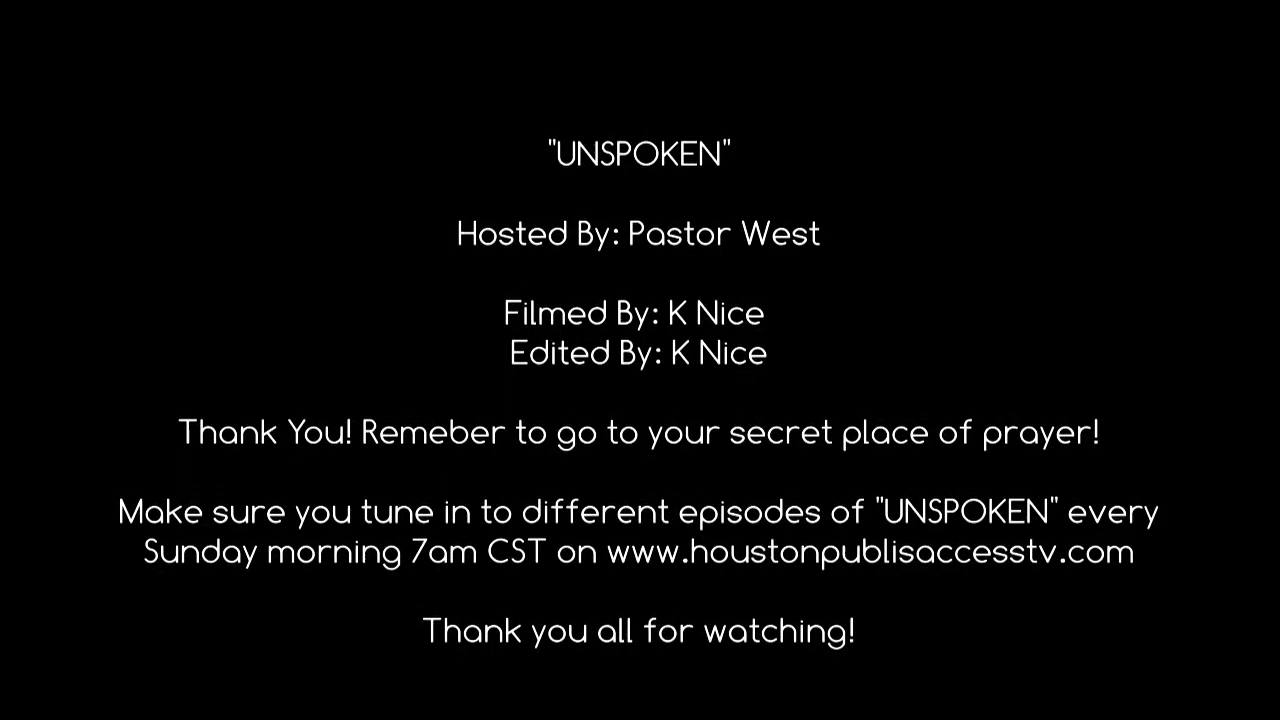 "UNSPOKEN"
Hosted By: Pastor West
Filmed By: K Nice
Edited By: K Nice
Thank You! Remeber to go to your secret place of prayer!
Make sure you tune in to different episodes of "UNSPOKEN" every
Sunday morning 7am CST on www.houstonpublisaccesstv.com
Thank you all for watching!